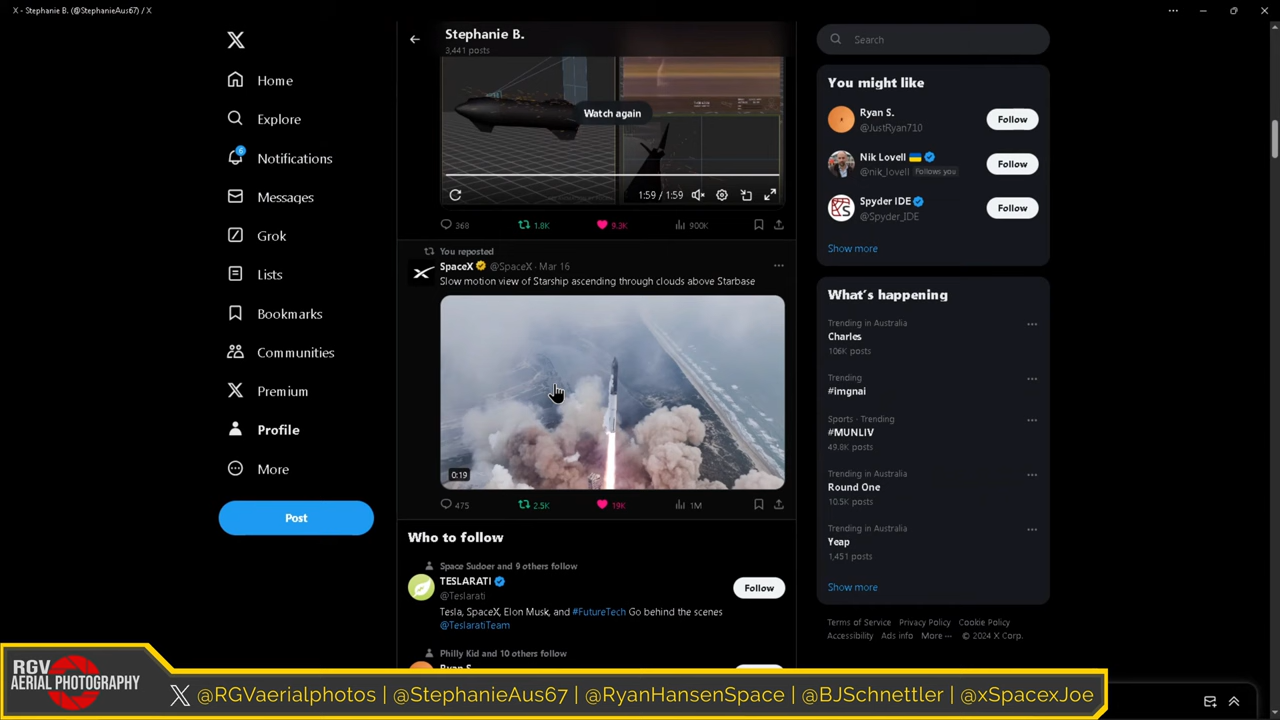 X - Stephanie B. (@StephanieAus67) / X
Home
Explore
6
Notifications
Messages
Grok
Lists
Bookmarks
Communities
Premium
Profile
More
Post
Stephanie B.
3,441 posts
Watch again
1:59 / 1:59
368
1.8K
9.3K
900K
You reposted
SpaceX @SpaceX · Mar 16
Slow motion view of Starship ascending through clouds above Starbase
0:19
475
2.5K
19K
1M
Who to follow
Space Sudoer and 9 others follow
TESLARATI
@Teslarati
Follow
Tesla, SpaceX, Elon Musk, and #FutureTech Go behind the scenes
@TeslaratiTeam
Philly Kid and 10 others follow
Ryan S.
Search
You might like
Ryan S.
@JustRyan710
Follow
Nik Lovell
@nik_lovell Follows you
Follow
Spyder IDE
@Spyder_IDE
Follow
Show more
What's happening
Trending in Australia
Charles
106K posts
Trending
#imgnai
Sports · Trending
#MUNLIV
49.8K posts
Trending in Australia
Round One
10.5K posts
Trending in Australia
Yeap
1,451 posts
Show more
Terms of Service Privacy Policy Cookie Policy
Accessibility Ads info More ··· © 2024 X Corp.
RGV
AERIAL PHOTOGRAPHY
X @RGVaerialphotos | @StephanieAus67 | @RyanHansenSpace | @BJSchnettler | @xSpacexJoe